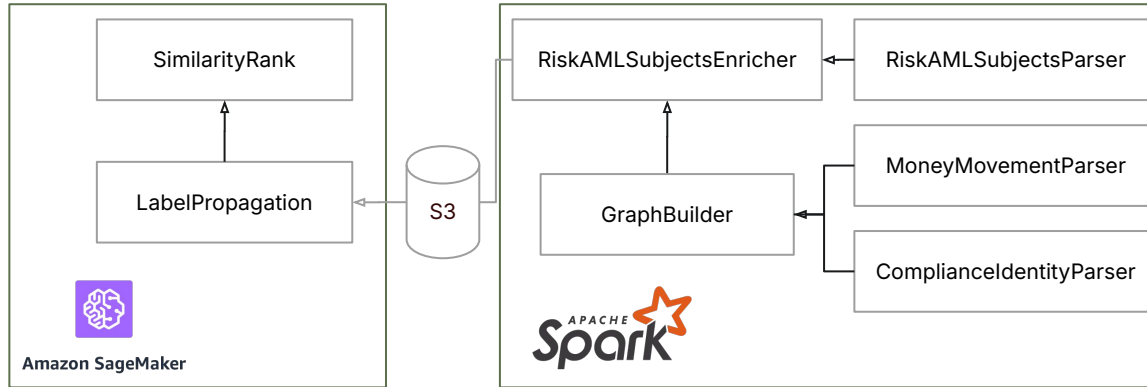 SimilarityRank
LabelPropagation
Amazon SageMaker
S3
RiskAMLSubjectsEnricher
RiskAMLSubjectsParser
GraphBuilder
MoneyMovementParser
ComplianceIdentityParser
APACHE
Spark